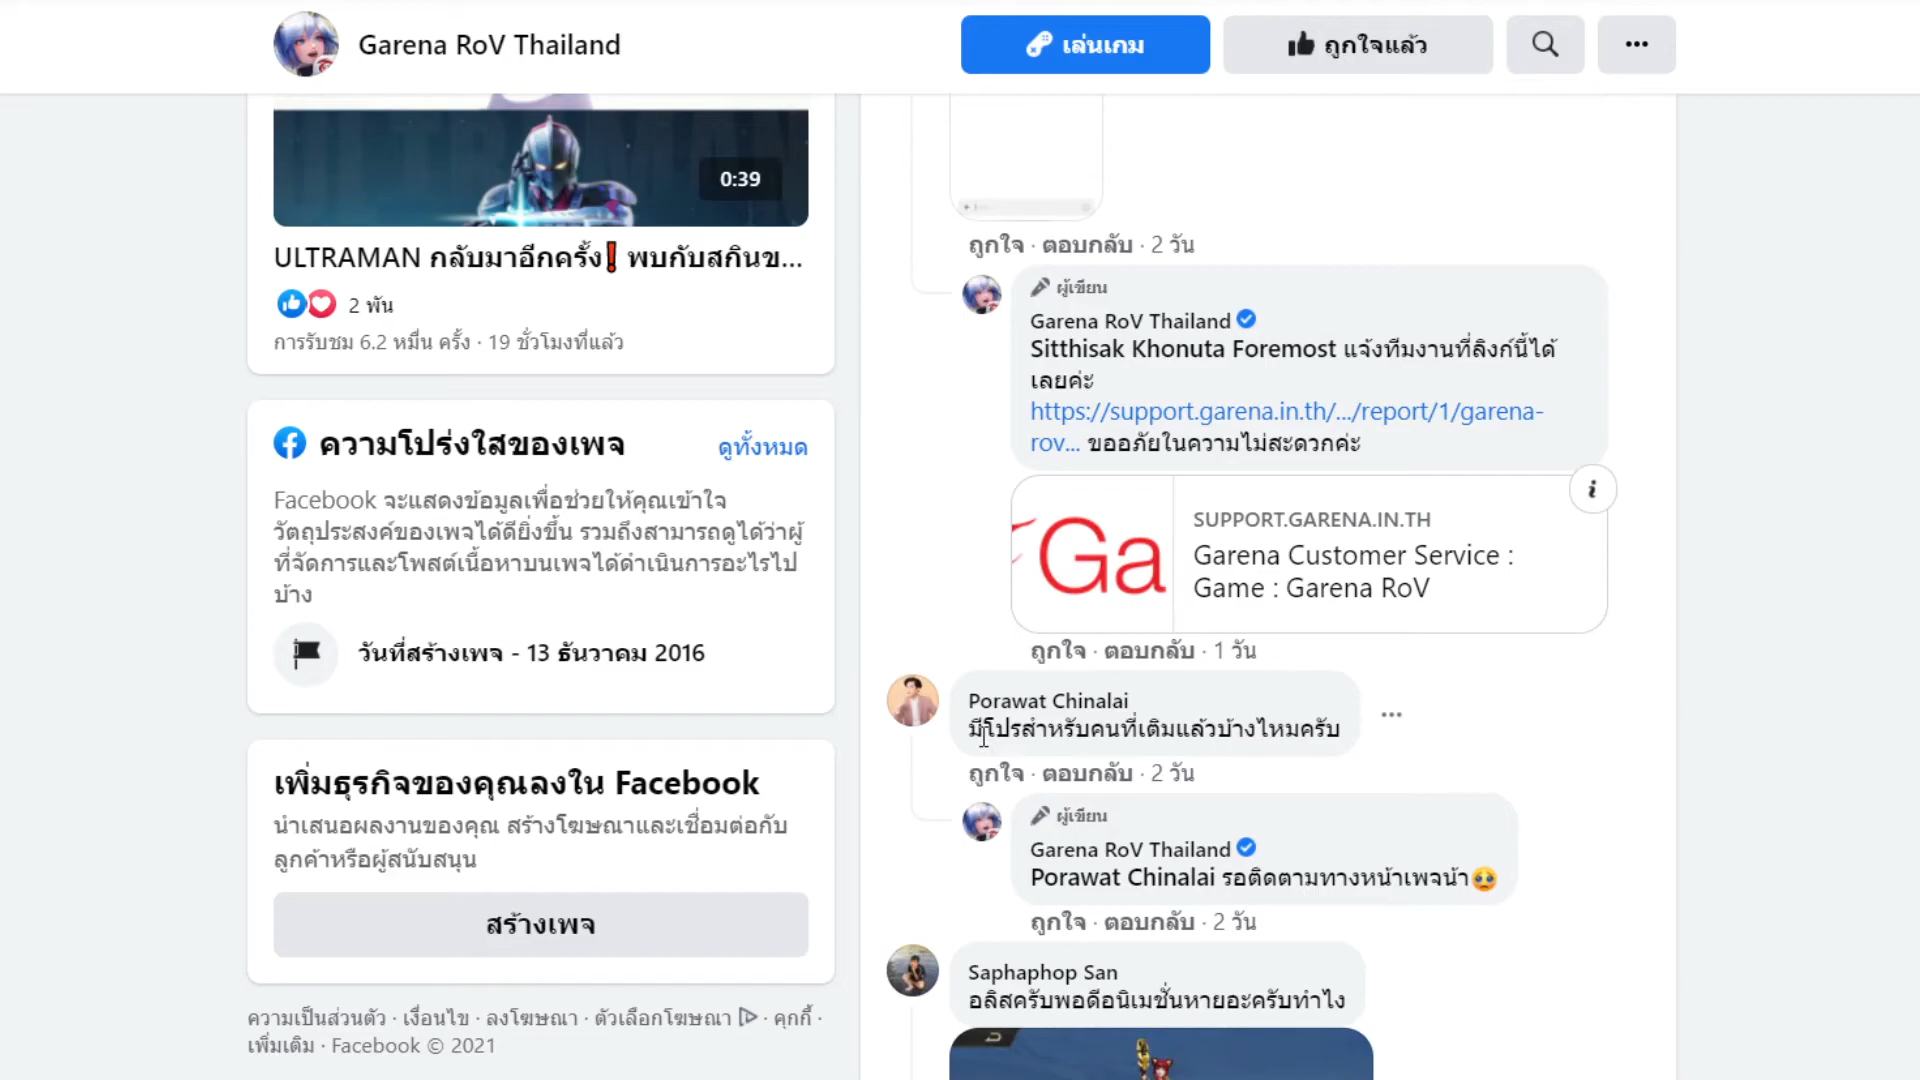 Garena RoV Thailand
เล่นเกม
ถูกใจแล้ว
0:39
ULTRAMAN กลับมาอีกครั้ง❗ พบกับสกินข...
2 พัน
การรับชม 6.2 หมื่น ครั้ง · 19 ชั่วโมงที่แล้ว
ความโปร่งใสของเพจ
ดูทั้งหมด
Facebook จะแสดงข้อมูลเพื่อช่วยให้คุณเข้าใจ
วัตถุประสงค์ของเพจได้ดียิ่งขึ้น รวมถึงสามารถดูได้ว่าผู้
ที่จัดการและโพสต์เนื้อหาบนเพจได้ดำเนินการอะไรไป
บ้าง
วันที่สร้างเพจ - 13 ธันวาคม 2016
เพิ่มธุรกิจของคุณลงใน Facebook
นำเสนอผลงานของคุณ สร้างโฆษณาและเชื่อมต่อกับ
ลูกค้าหรือผู้สนับสนุน
สร้างเพจ
ความเป็นส่วนตัว · เงื่อนไข · ลงโฆษณา · ตัวเลือกโฆษณา · คุกกี้ ·
เพิ่มเติม · Facebook © 2021
ถูกใจ · ตอบกลับ · 2 วัน
ผู้เขียน
Garena RoV Thailand
Sitthisak Khonuta Foremost แจ้งทีมงานที่ลิงก์นี้ได้
เลยค่ะ
https://support.garena.in.th/.../report/1/garena-
rov... ขออภัยในความไม่สะดวกค่ะ
Ga
SUPPORT.GARENA.IN.TH
Garena Customer Service :
Game : Garena RoV
ถูกใจ · ตอบกลับ · 1 วัน
Porawat Chinalai
มีโปรสำหรับคนที่เติมแล้วบ้างไหมครับ
ถูกใจ · ตอบกลับ · 2 วัน
ผู้เขียน
Garena RoV Thailand
Porawat Chinalai รอติดตามทางหน้าเพจน้า🥺
ถูกใจ · ตอบกลับ · 2 วัน
Saphaphop San
อลิสครับพอดีอนิเมชั่นหายอะครับทำไง